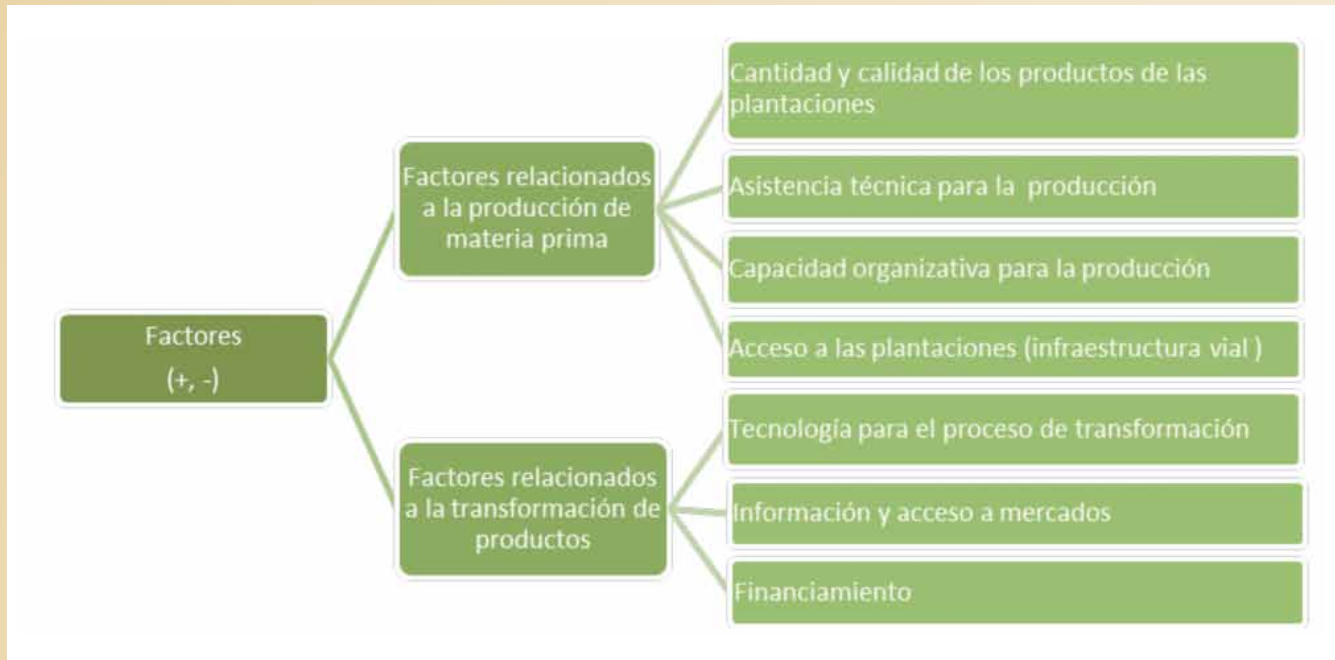 Factores
(+, -)
Factores relacionados
a la producción de
materia prima
Cantidad y calidad de los productos de las
plantaciones
Asistencia técnica para la producción
Capacidad organizativa para la producción
Acceso a las plantaciones (infraestructura vial )
Factores relacionados
a la transformación de
productos
Tecnología para el proceso de transformación
Información y acceso a mercados
Financiamiento